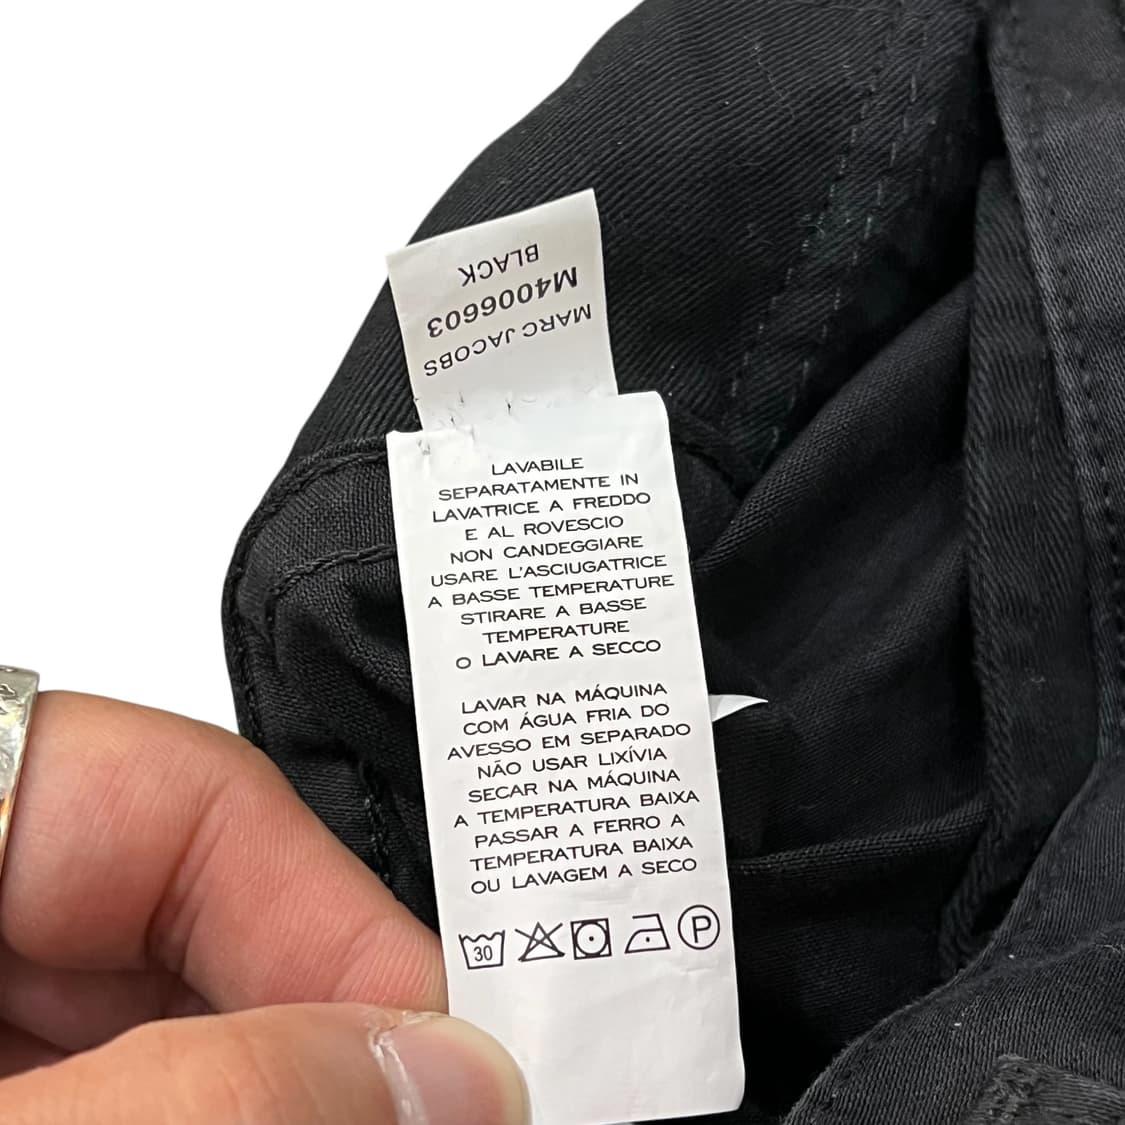 MARC JACOBS
M4006603
BLACK
LAVABILE
SEPARATAMENTE IN
LAVATRICE A FREDDO
E AL ROVESCIO
NON CANDEGGIARE
USARE L'ASCIUGATRICE
A BASSE TEMPERATURE
STIRARE A BASSE
TEMPERATURE
O LAVARE A SECCO
LAVAR NA MÁQUINA
COM ÁGUA FRIA DO
AVESSO EM SEPARADO
NÃO USAR LIXÍVIA
SECAR NA MÁQUINA
A TEMPERATURA BAIXA
PASSAR A FERRO A
TEMPERATURA BAIXA
OU LAVAGEM A SECO
30 P